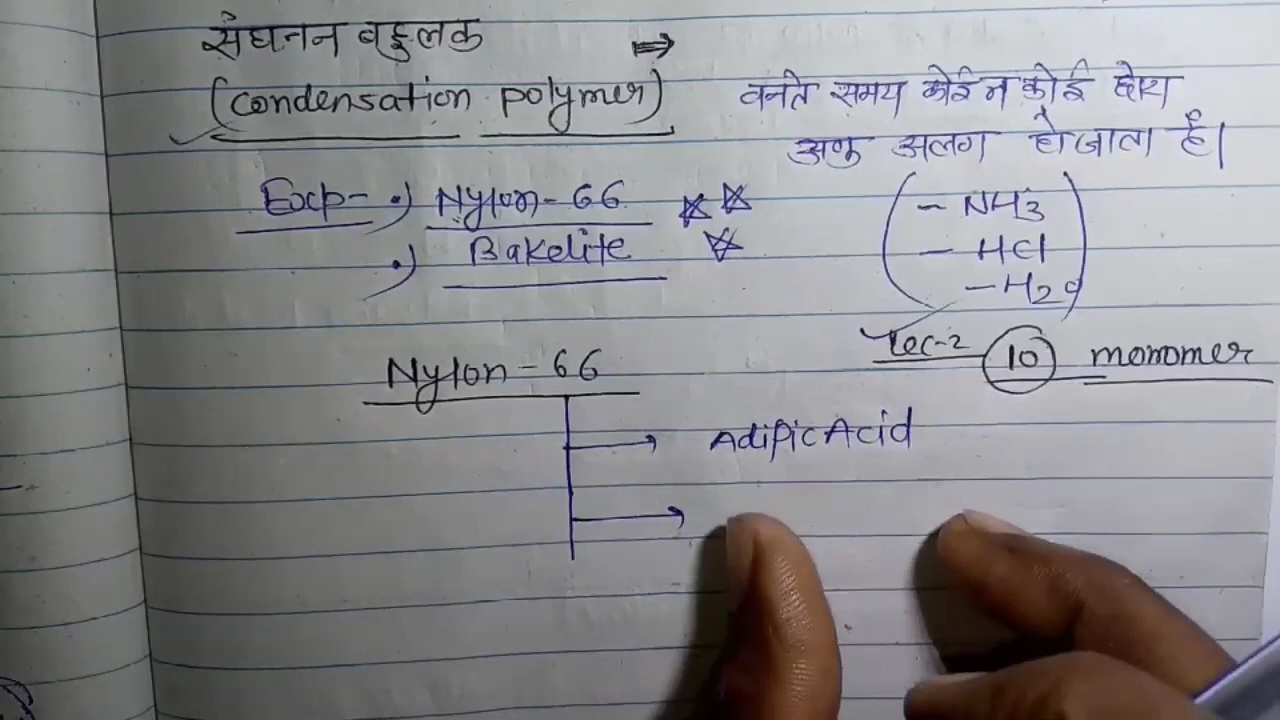 संघनन बहुलक →
(Condensation polymer)
बनते समय कोई न कोई छोटा
अणु अलग हो जाता है।
Exp- •) Nylon-66
•) Bakelite
- NH3
- HCl
- H2O
Lec-2 10 monomer
Nylon-66
Adipic Acid